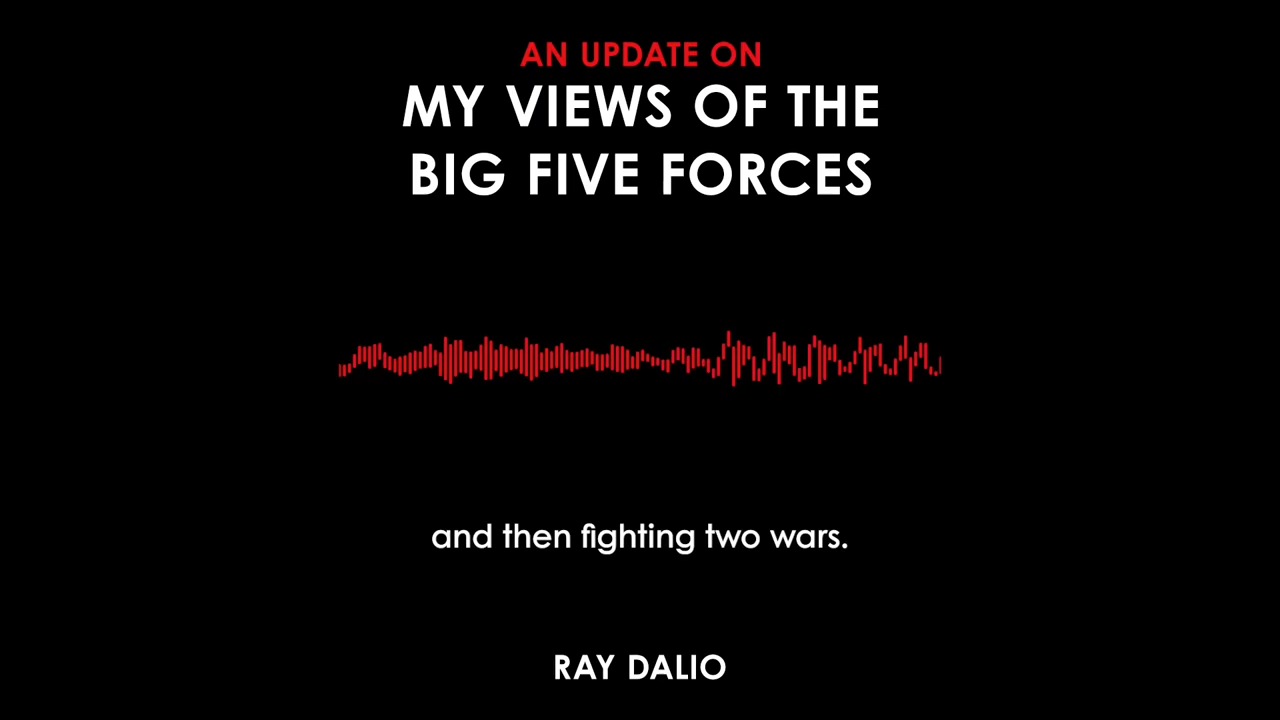 AN UPDATE ON
MY VIEWS OF THE
BIG FIVE FORCES
and then fighting two wars.
RAY DALIO